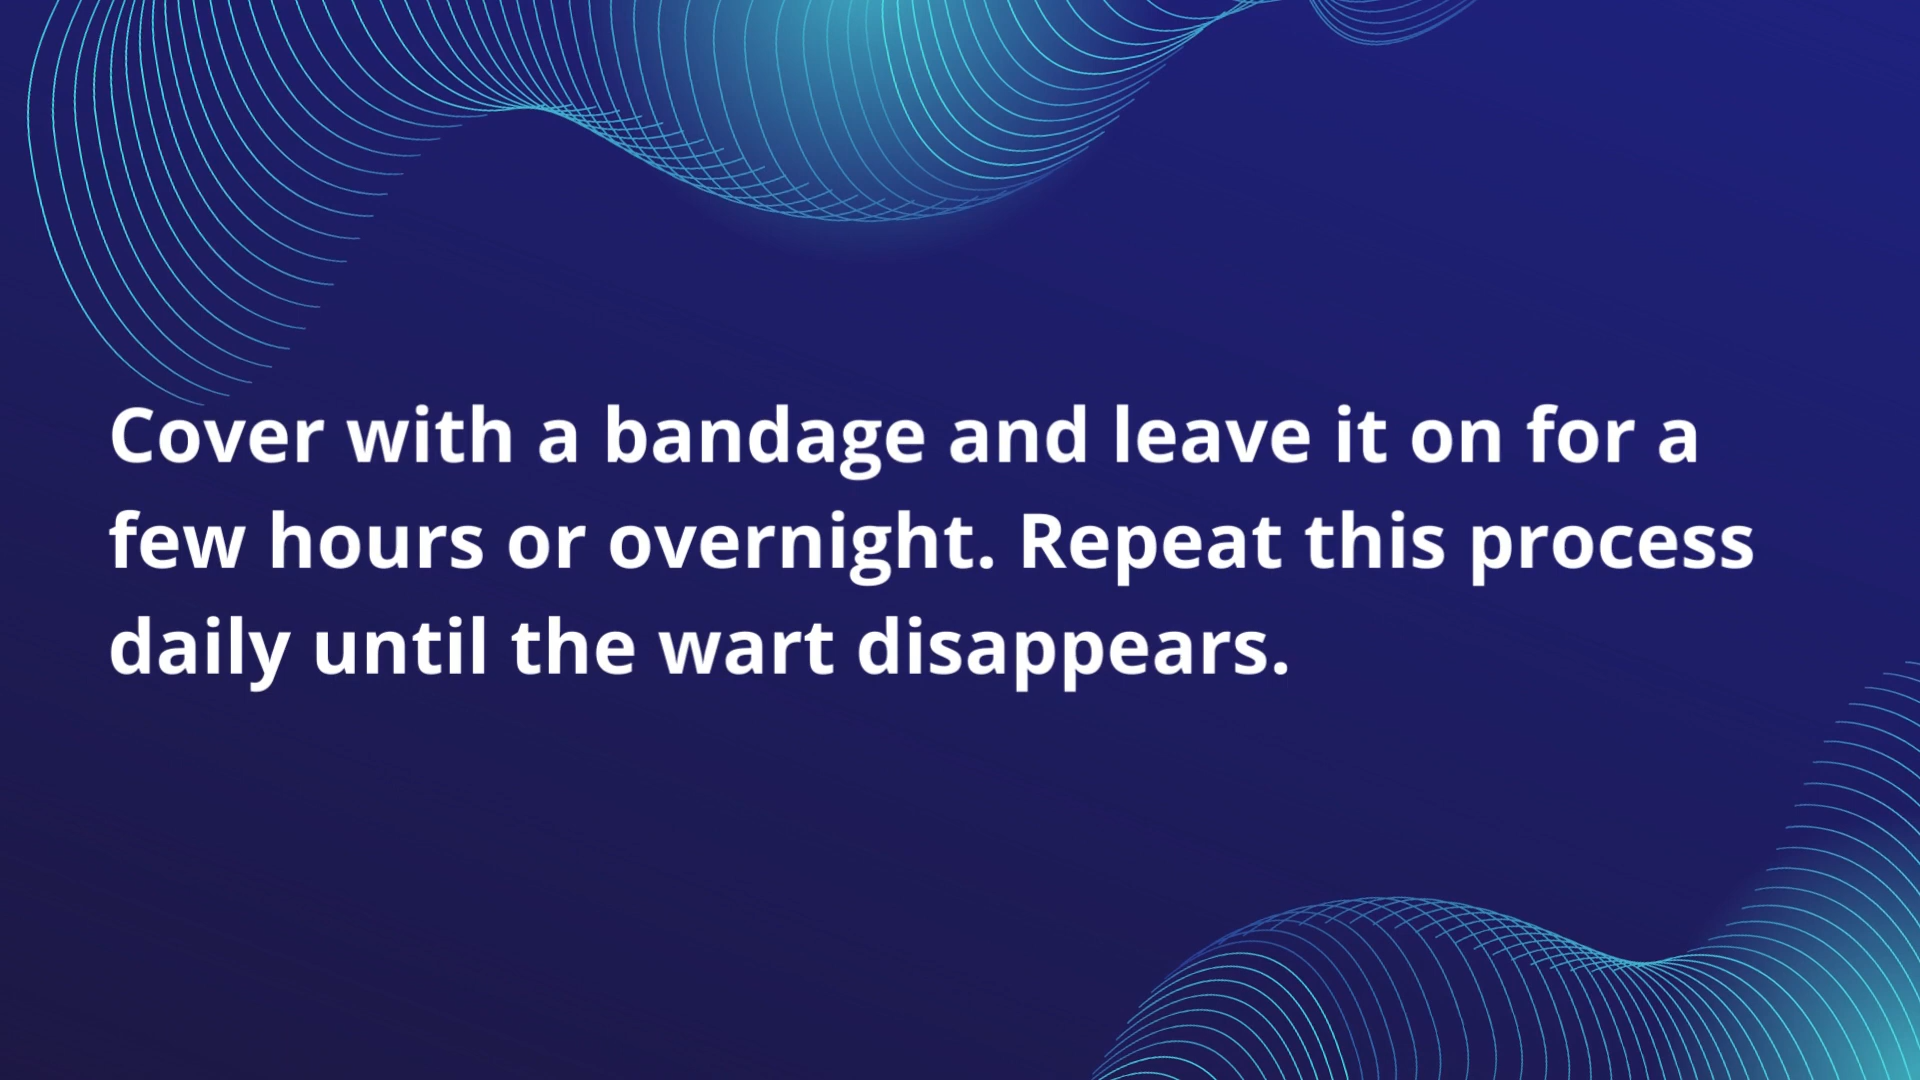 Cover with a bandage and leave it on for a
few hours or overnight. Repeat this process
daily until the wart disappears.